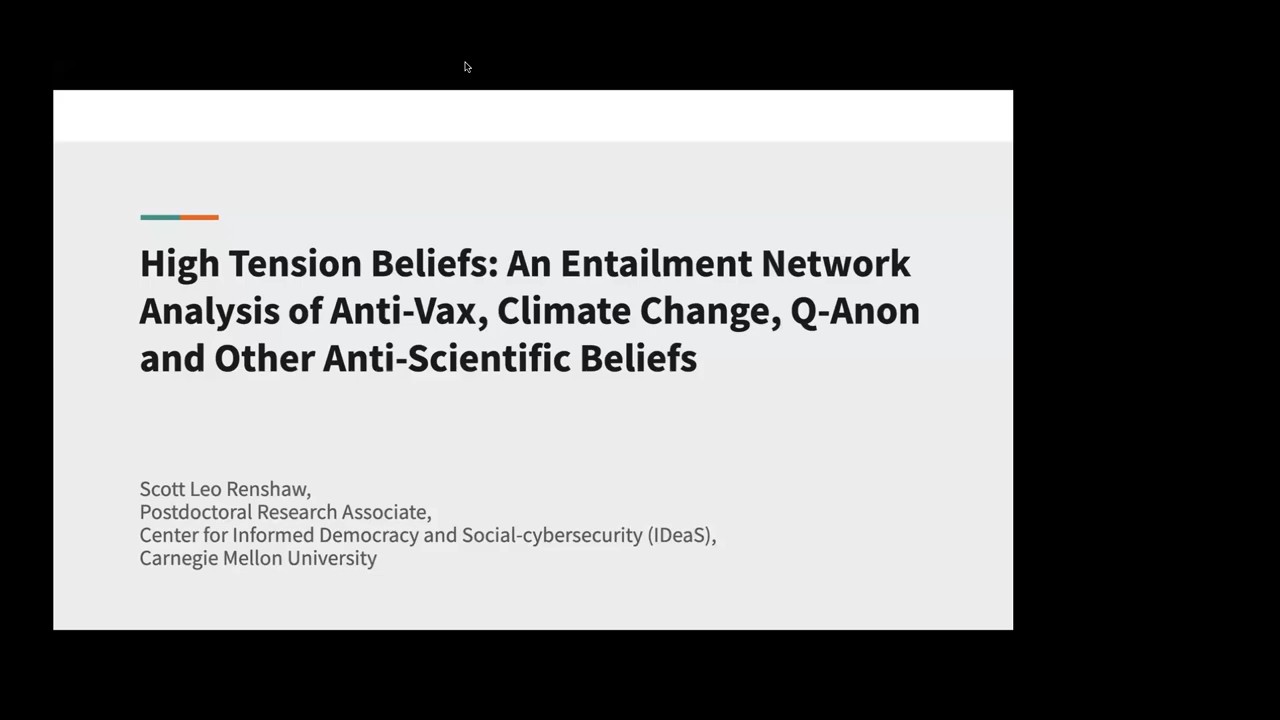 High Tension Beliefs: An Entailment Network
Analysis of Anti-Vax, Climate Change, Q-Anon
and Other Anti-Scientific Beliefs
Scott Leo Renshaw,
Postdoctoral Research Associate,
Center for Informed Democracy and Social-cybersecurity (IDeaS),
Carnegie Mellon University